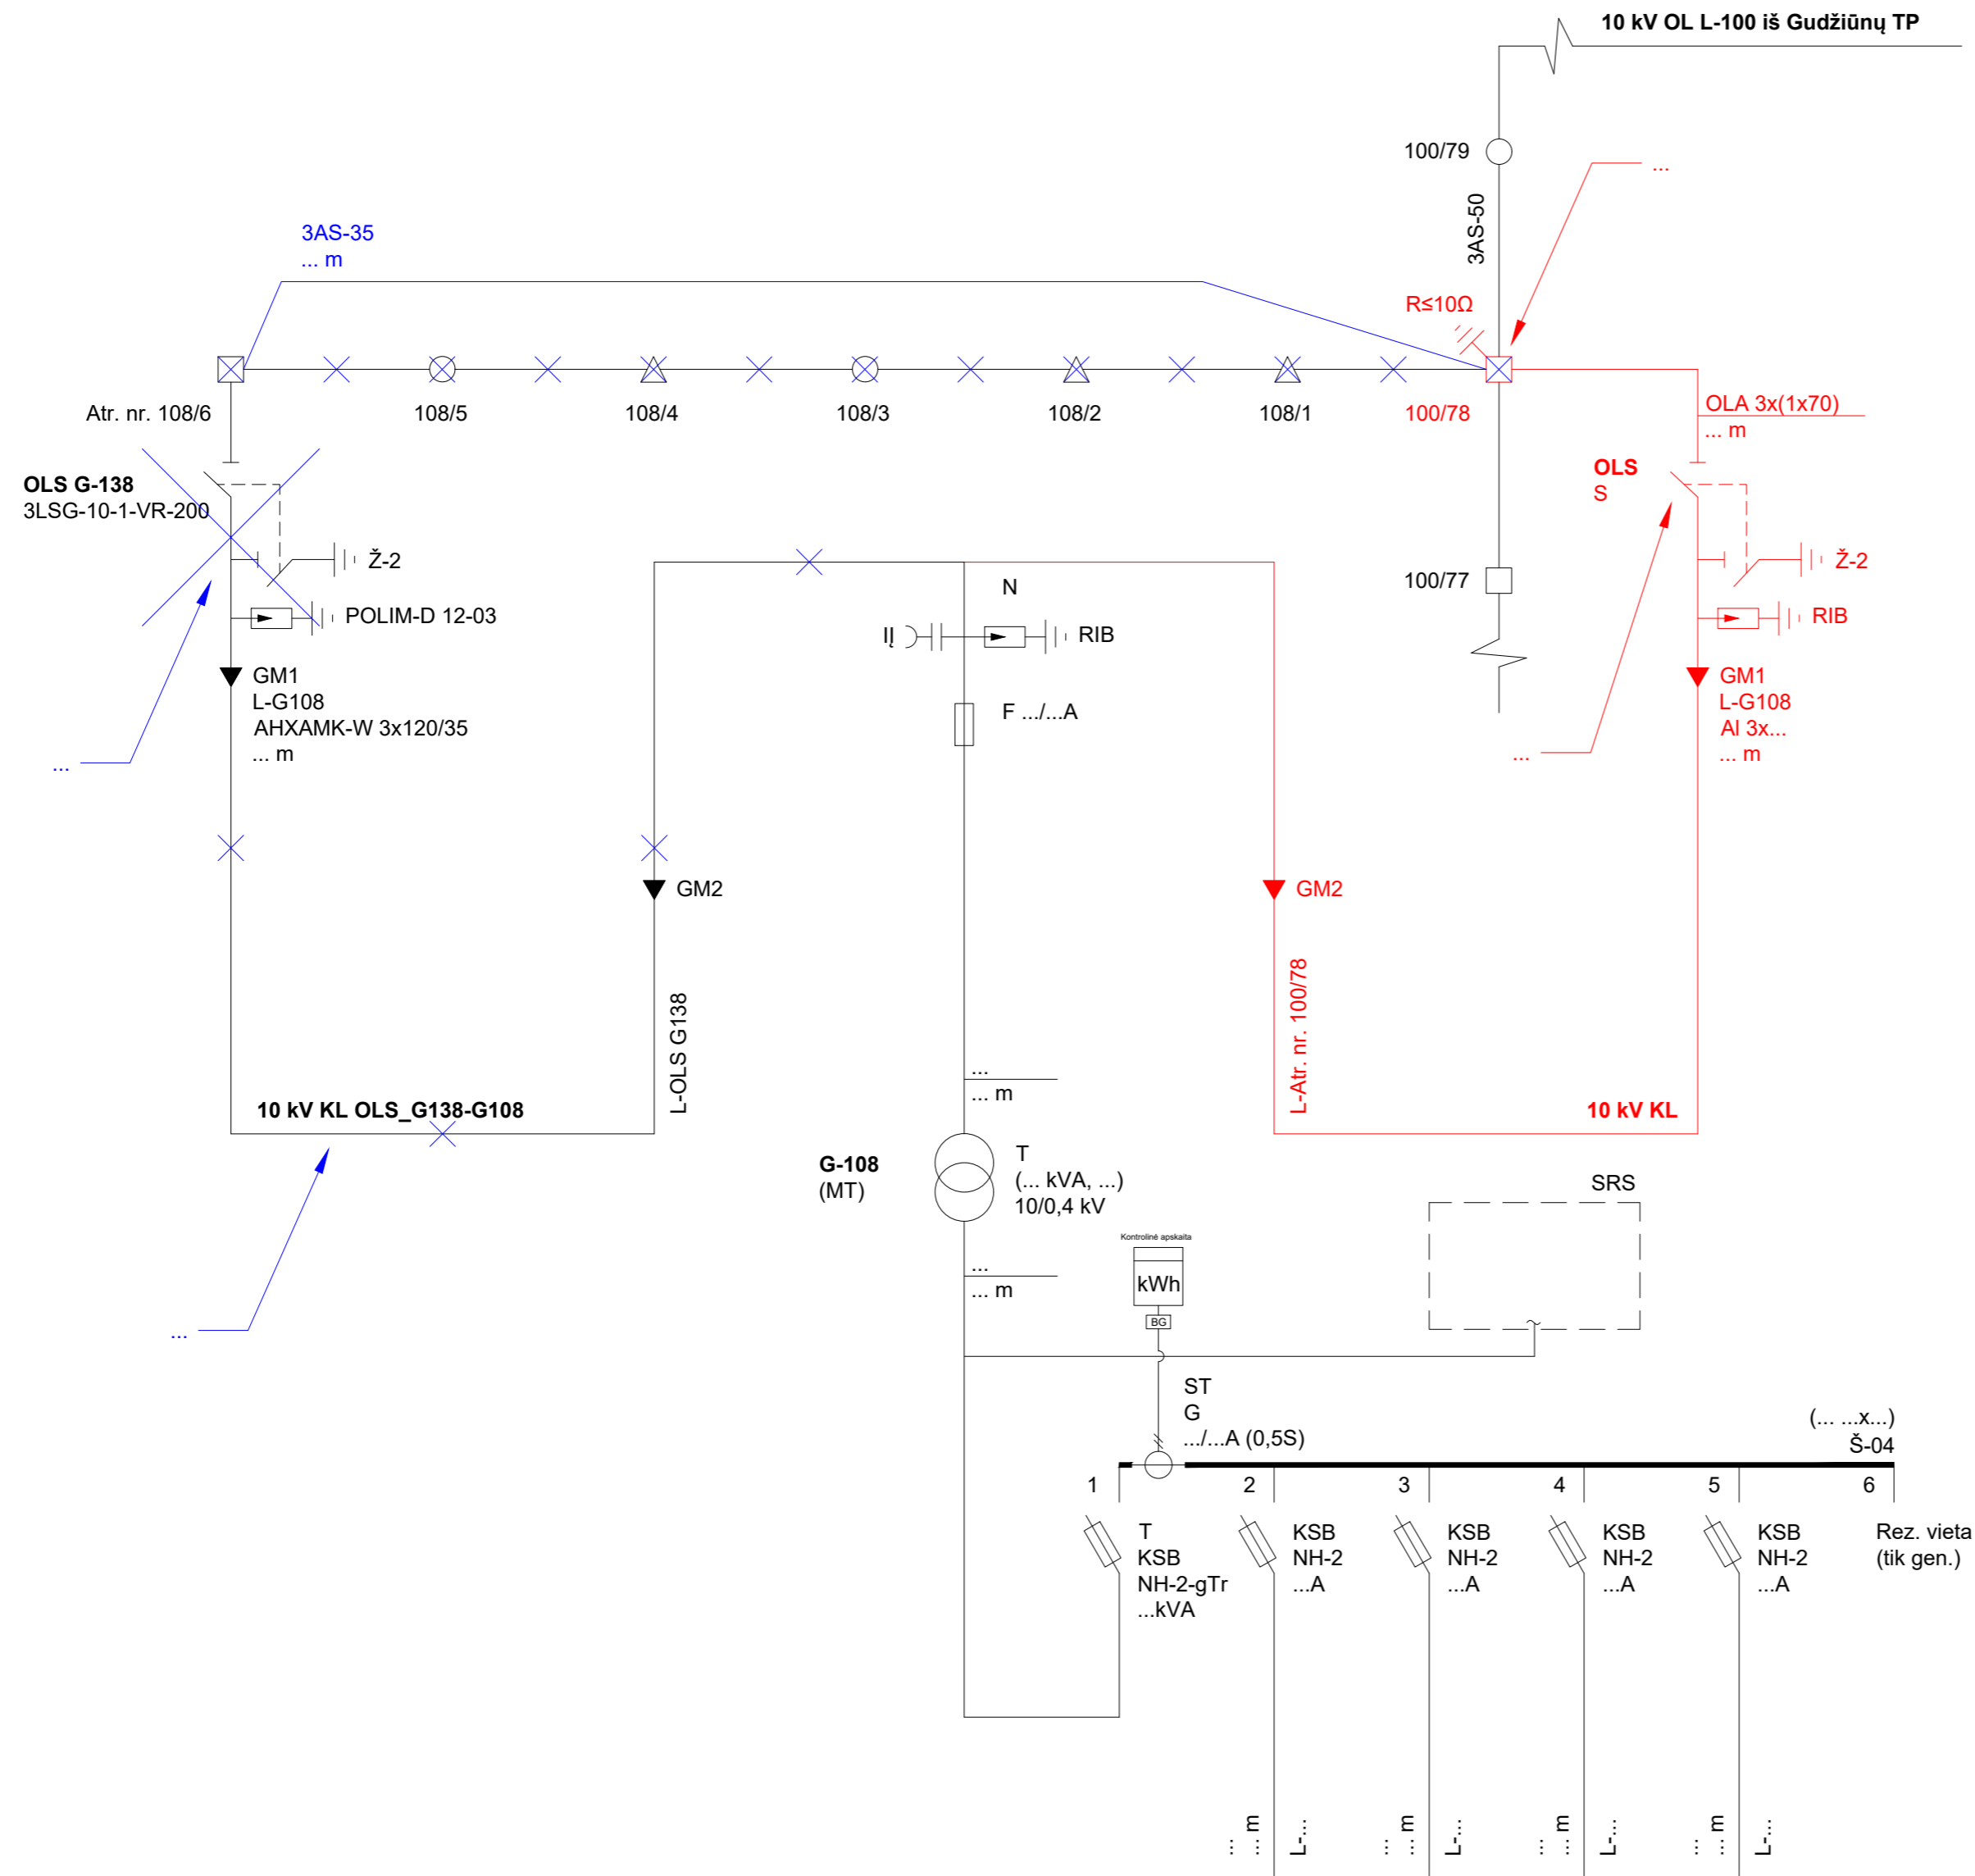 10 kV OL L-100 iš Gudžiūnų TP
100/79
...
3AS-50
3AS-35
... m
R≤10Ω
Atr. nr. 108/6
108/5
108/4
108/3
108/2
108/1
100/78
OLA 3x(1x70)
... m
OLS G-138
3LSG-10-1-VR-200
Ž-2
POLIM-D 12-03
GM1
L-G108
AHXAMK-W 3x120/35
... m
...
N
IĮ
RIB
F .../...A
100/77
OLS
S
Ž-2
RIB
GM1
L-G108
Al 3x...
... m
...
GM2
GM2
L-OLS G138
L-Atr. nr. 100/78
10 kV KL OLS_G138-G108
10 kV KL
...
...
... m
G-108
(MT)
T
(... kVA, ...)
10/0,4 kV
...
... m
Kontrolinė apskaita
kWh
BG
SRS
ST
G
.../...A (0,5S)
(... ...x...)
Š-04
1
2
3
4
5
6
T
KSB
NH-2-gTr
...kVA
KSB
NH-2
...A
KSB
NH-2
...A
KSB
NH-2
...A
KSB
NH-2
...A
Rez. vieta
(tik gen.)
...
... m
L-...
...
... m
L-...
...
... m
L-...
...
... m
L-...